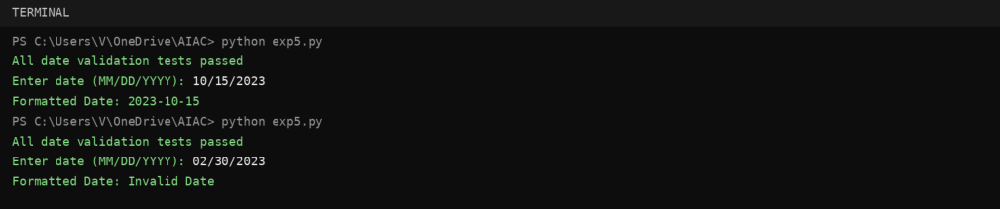 TERMINAL
PS C:\Users\V\OneDrive\AIAC> python exp5.py
All date validation tests passed
Enter date (MM/DD/YYYY): 10/15/2023
Formatted Date: 2023-10-15
PS C:\Users\V\OneDrive\AIAC> python exp5.py
All date validation tests passed
Enter date (MM/DD/YYYY): 02/30/2023
Formatted Date: Invalid Date